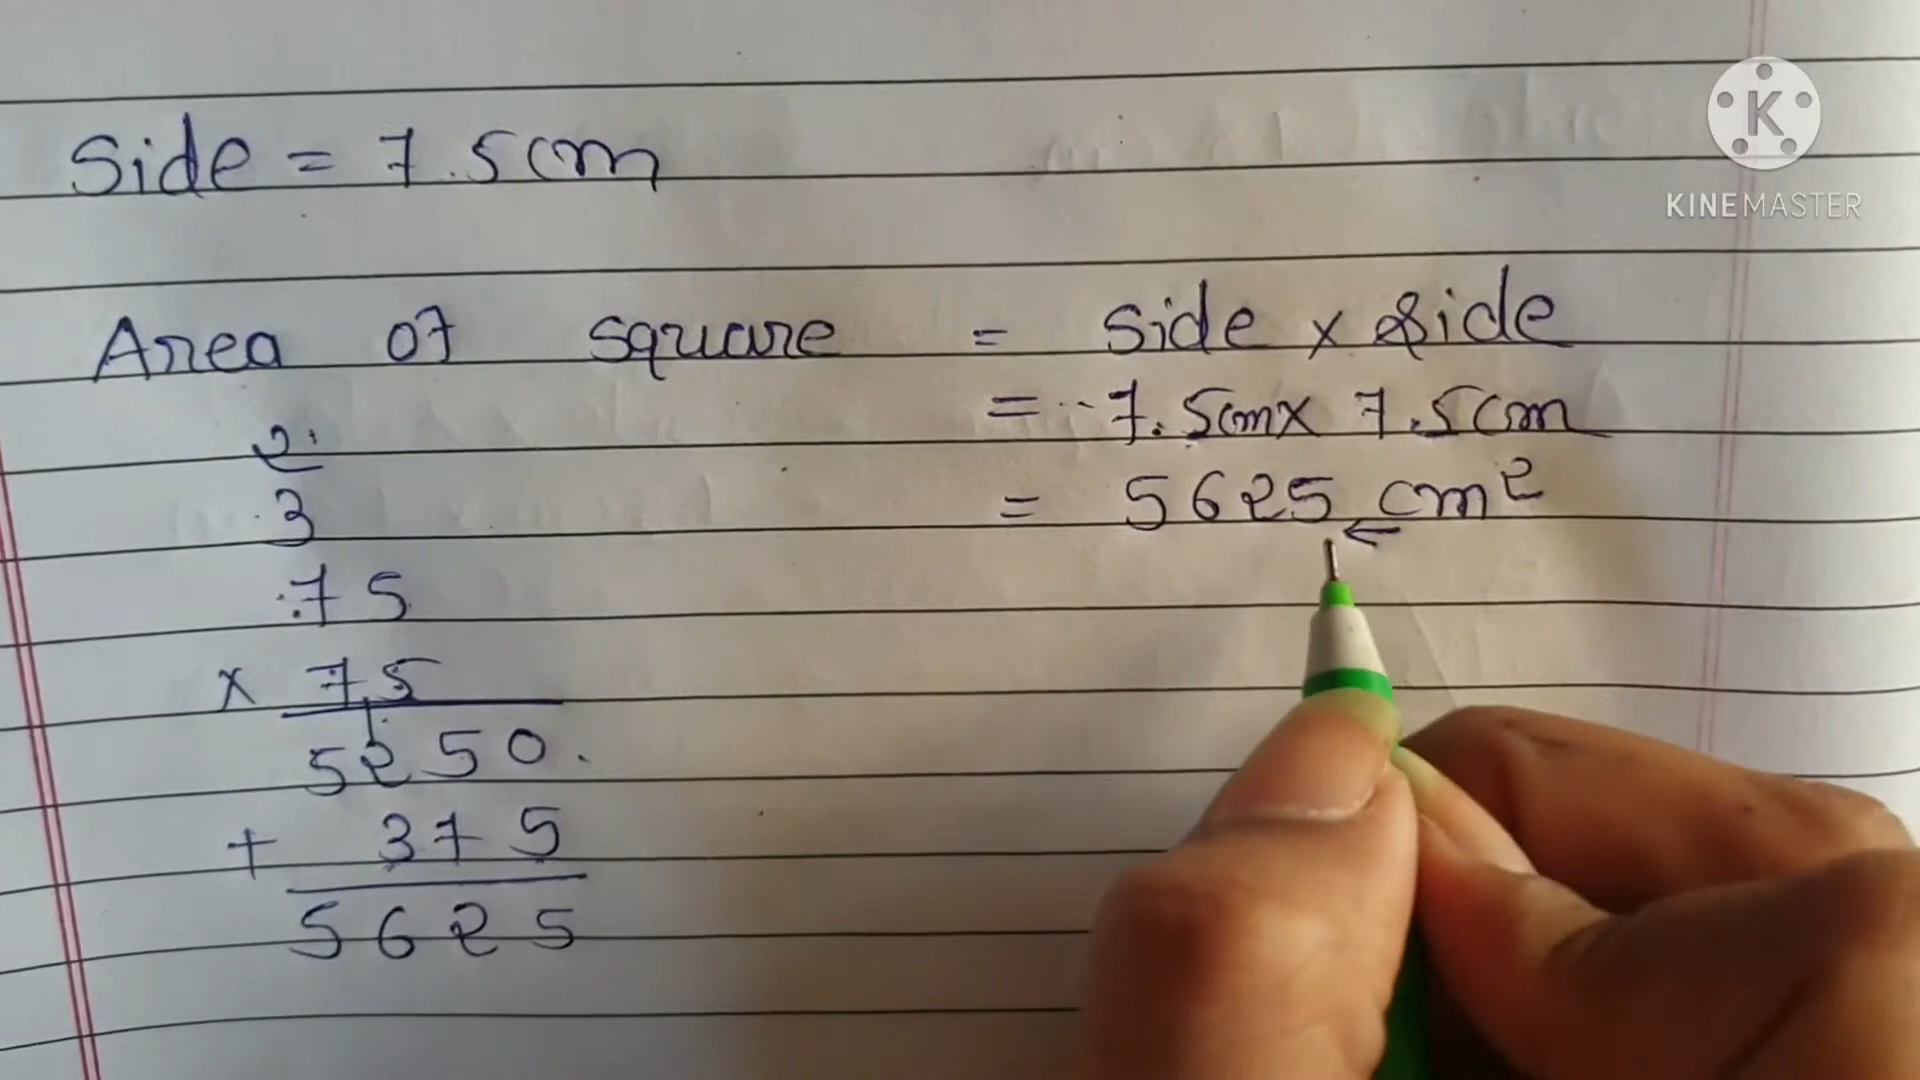 Side = 7.5cm
Area of square = side x side
= 7.5cm x 7.5cm
= 5625 cm²
2
3
75
x 75
5250
+ 375
5625
K
KINEMASTER